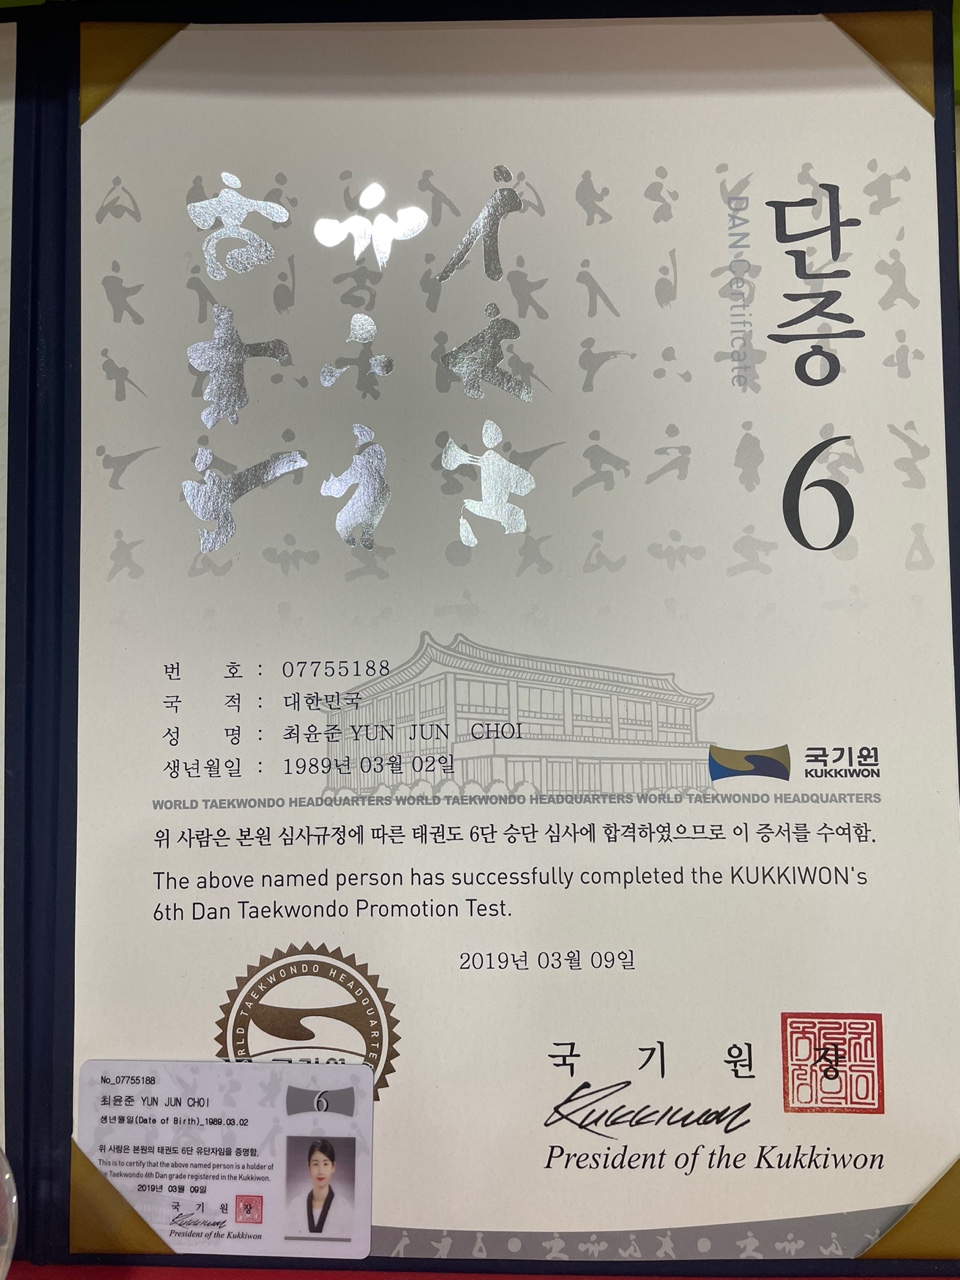 단증
DAN Certificate
6
번 호 : 07755188
국 적 : 대한민국
성 명 : 최윤준 YUN JUN CHOI
생년월일 : 1989년 03월 02일
국기원
KUKKIWON
WORLD TAEKWONDO HEADQUARTERS WORLD TAEKWONDO HEADQUARTERS WORLD TAEKWONDO HEADQUARTERS
위 사람은 본원 심사규정에 따른 태권도 6단 승단 심사에 합격하였으므로 이 증서를 수여함.
The above named person has successfully completed the KUKKIWON's
6th Dan Taekwondo Promotion Test.
2019년 03월 09일
WORLD TAEKWONDO HEADQUARTERS
국 기 원 장
Kukkiwon
President of the Kukkiwon
No_07755188
최윤준 YUN JUN CHOI
생년월일(Date of Birth)_1989.03.02
6
위 사람은 본원의 태권도 6단 유단자임을 증명함.
This is to certify that the above named person is a holder of
the Taekwondo 6th Dan grade registered in the Kukkiwon.
2019년 03월 09일
국 기 원 장
Kukkiwon
President of the Kukkiwon